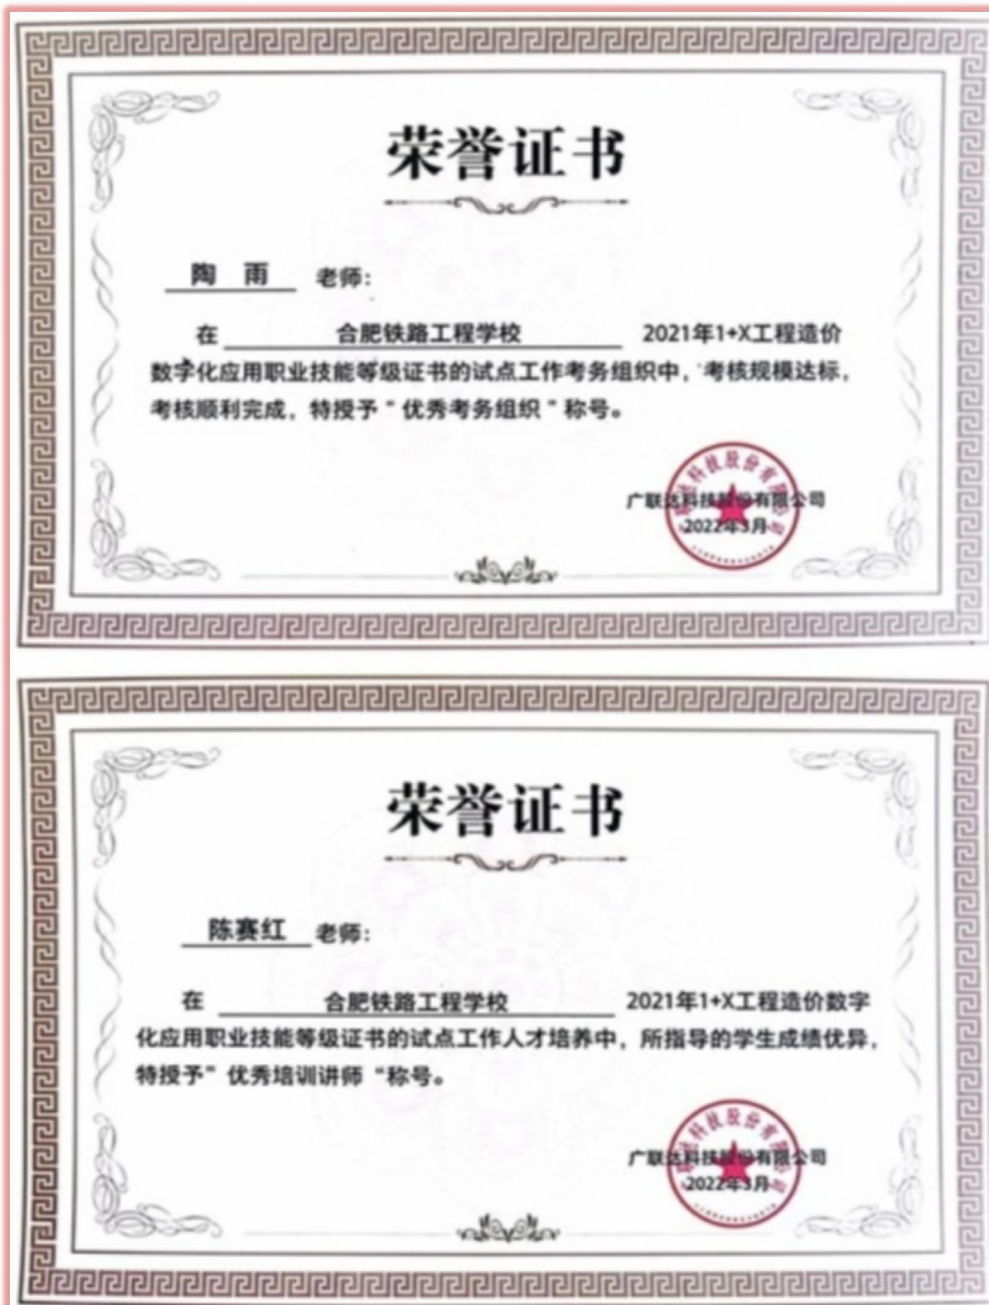 荣誉证书
陶 雨 老师：
在 合肥铁路工程学校 2021年1+X工程造价
数字化应用职业技能等级证书的试点工作考务组织中，考核规模达标，
考核顺利完成，特授予"优秀考务组织"称号。
广联达科技股份有限公司
2022年3月
荣誉证书
陈赛红 老师：
在 合肥铁路工程学校 2021年1+X工程造价数字
化应用职业技能等级证书的试点工作人才培养中，所指导的学生成绩优异，
特授予"优秀培训讲师"称号。
广联达科技股份有限公司
2022年3月